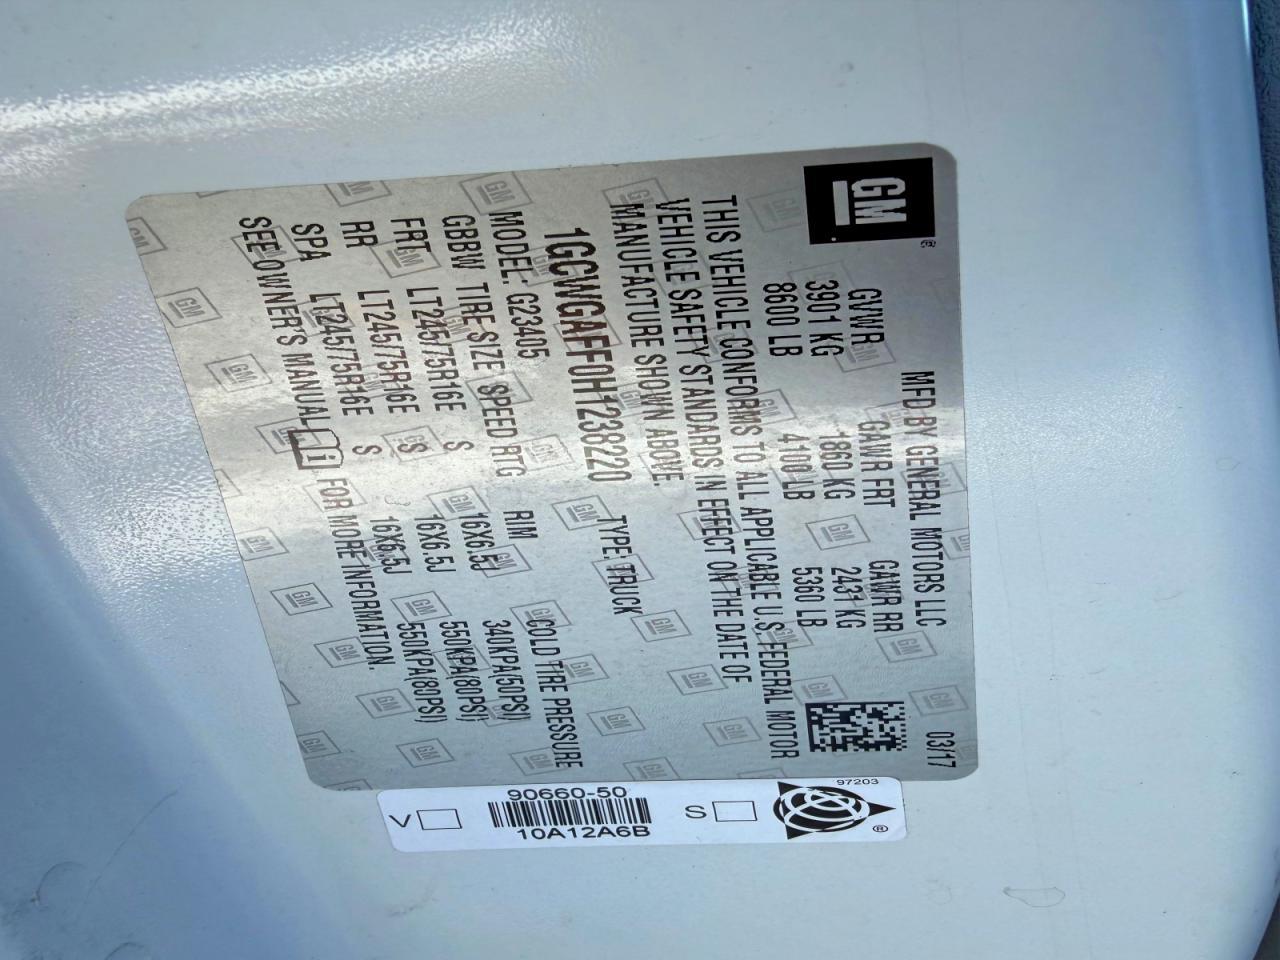 GM®
MFD BY GENERAL MOTORS LLC 03/17
GVWR GAWR FRT GAWR RR
3901 KG 1860 KG 2431 KG
8600 LB 4100 LB 5360 LB
THIS VEHICLE CONFORMS TO ALL APPLICABLE U.S. FEDERAL MOTOR
VEHICLE SAFETY STANDARDS IN EFFECT ON THE DATE OF
MANUFACTURE SHOWN ABOVE.
1GCWGAFF0H1238220 TYPE: TRUCK
MODEL: G23405
GBBW TIRE SIZE SPEED RTG RIM COLD TIRE PRESSURE
FRT LT245/75R16E S 16X6.5J 340KPA(50PSI)
RR LT245/75R16E S 16X6.5J 550KPA(80PSI)
SPA LT245/75R16E S 16X6.5J 550KPA(80PSI)
SEE OWNER'S MANUAL i FOR MORE INFORMATION.
97203
90660-50
V S ®
10A12A6B